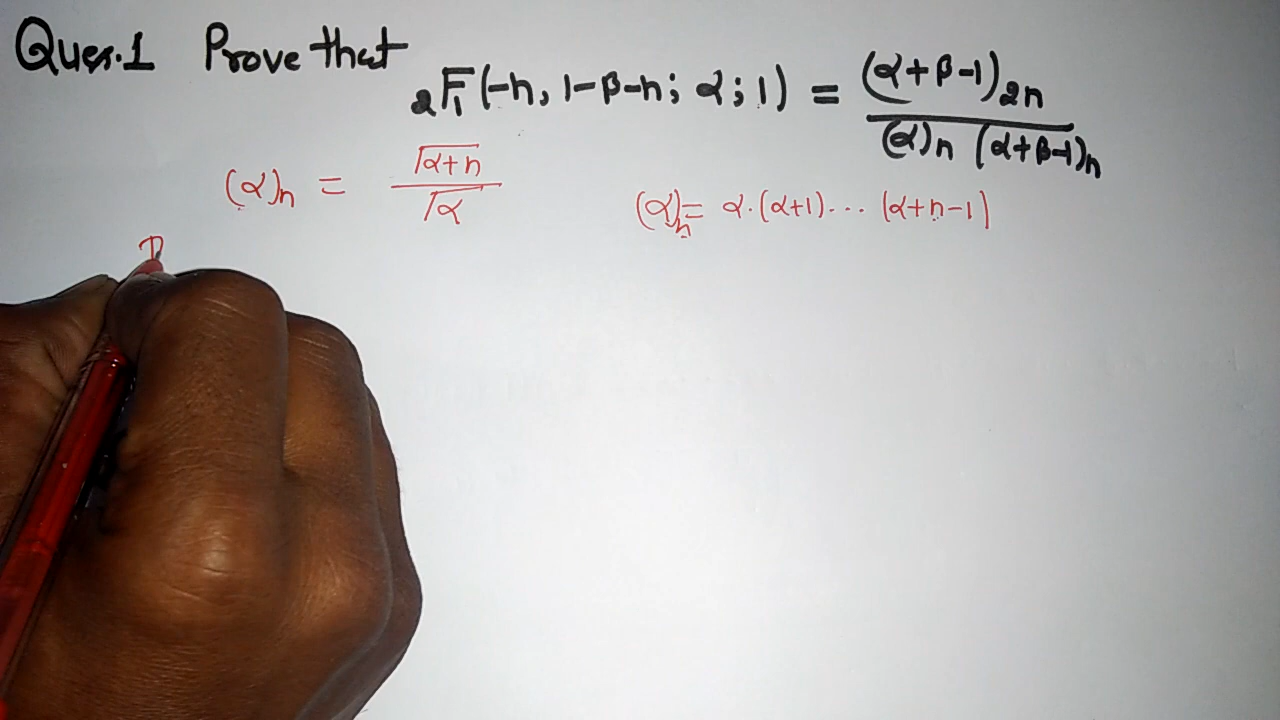 Ques.1 Prove that ₂F₁(-n, 1-β-n; α; 1) = (α+β-1)₂ₙ / (α)ₙ (α+β-1)ₙ
(α)ₙ = Γα+n / Γα (α)ₙ = α·(α+1)··· (α+n-1)